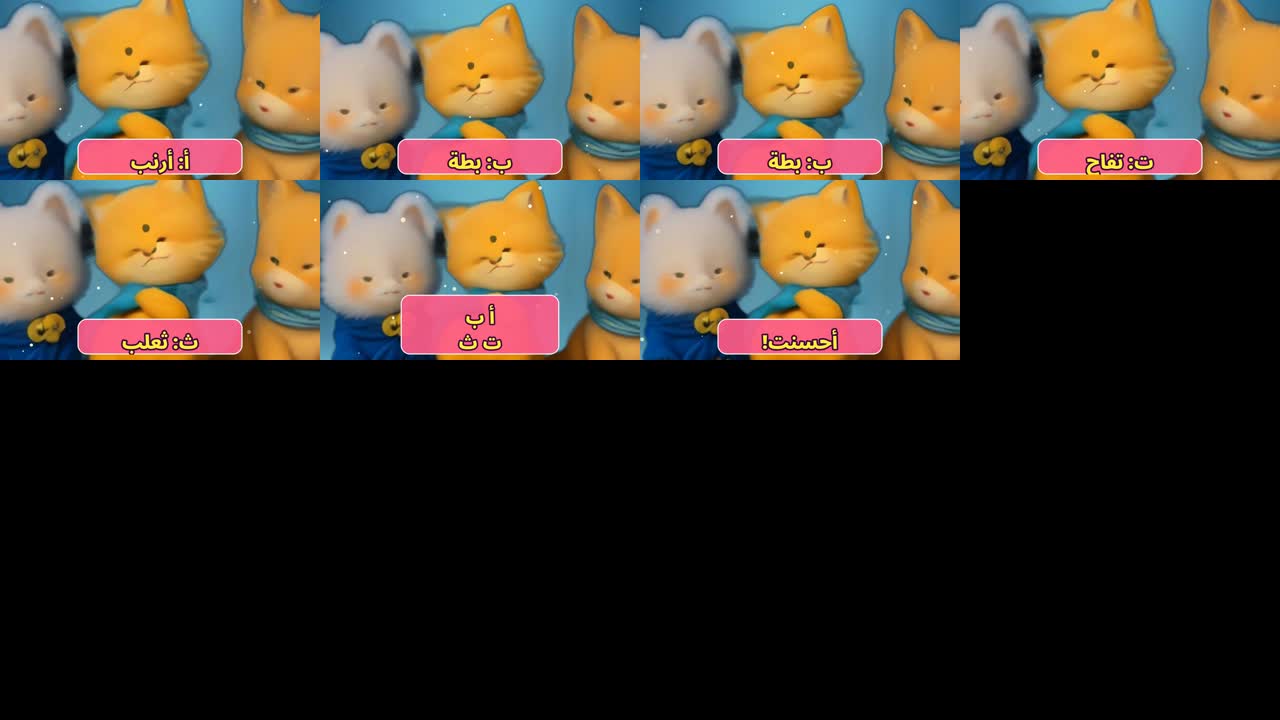 أ: أرنب
ب: بطة
ب: بطة
ت: تفاح
ث: ثعلب
أ ب
ت ث
أحسنت!